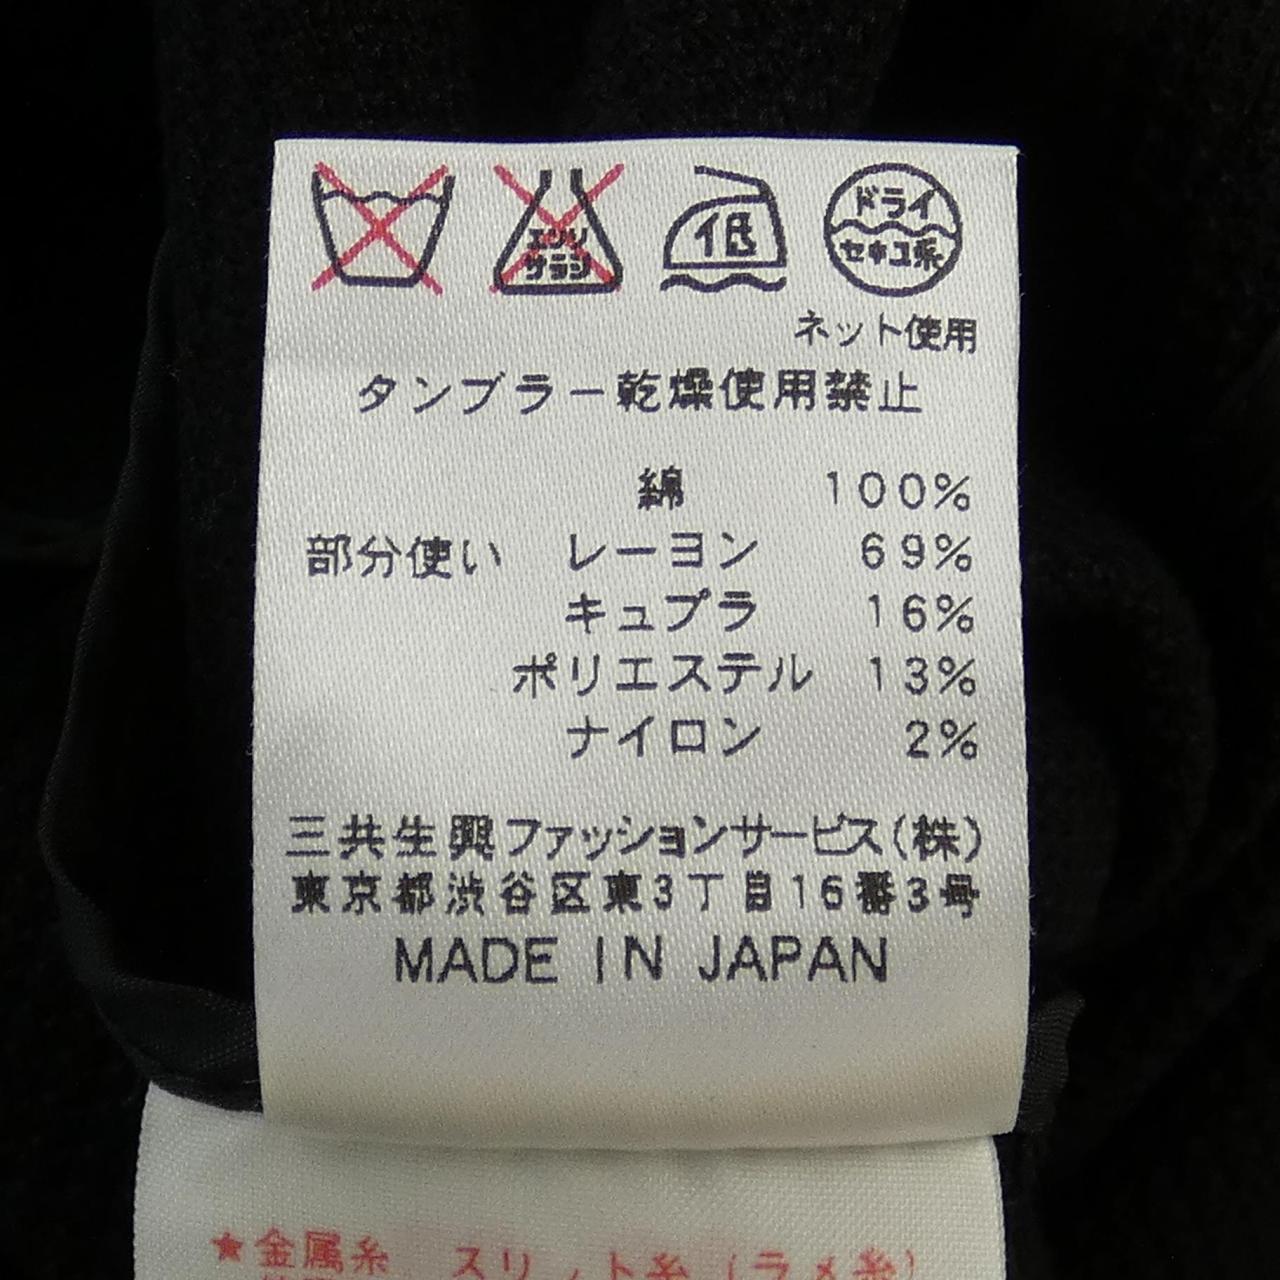 エンソ
サラシ
低
ドライ
セキユ系
ネット使用
タンブラー乾燥使用禁止
綿 100%
部分使い レーヨン 69%
キュプラ 16%
ポリエステル 13%
ナイロン 2%
三共生興ファッションサービス(株)
東京都渋谷区東3丁目16番3号
MADE IN JAPAN
★金属糸 スリット糸(ラメ糸)